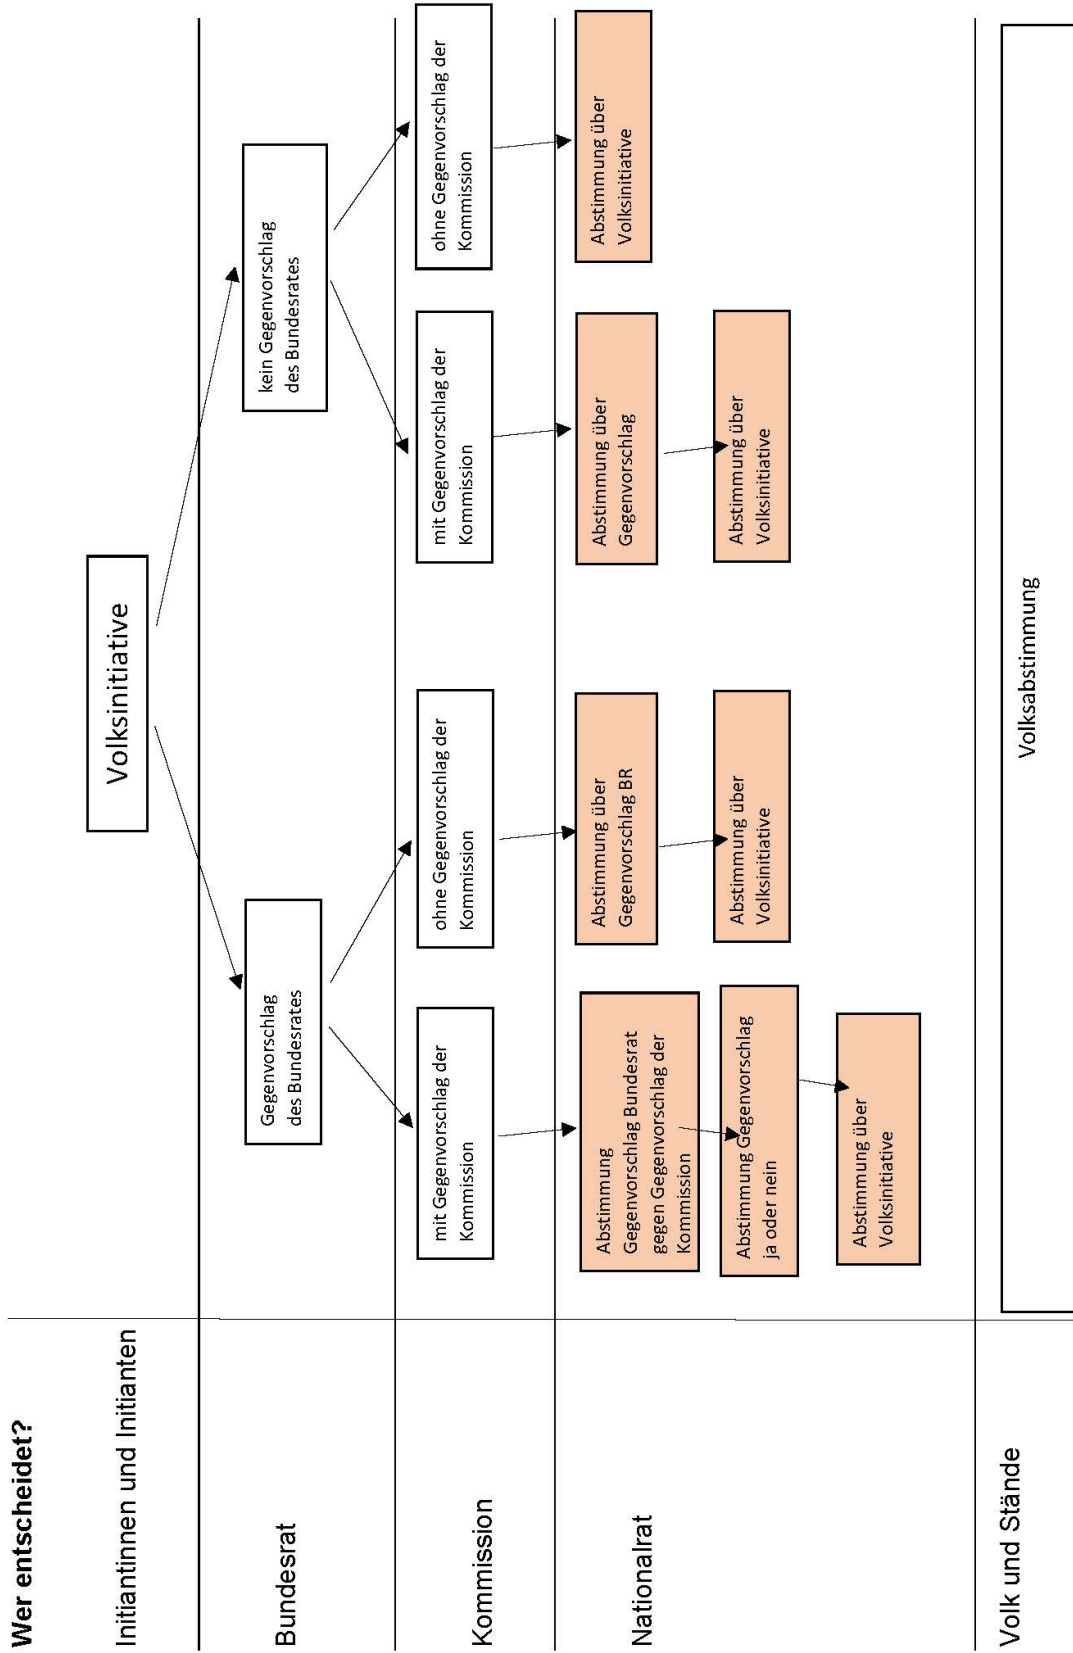 Wer entscheidet?
Initiantinnen und Initianten
Volksinitiative
Bundesrat
Gegenvorschlag
des Bundesrates
kein Gegenvorschlag
des Bundesrates
Kommission
mit Gegenvorschlag der
Kommission
ohne Gegenvorschlag der
Kommission
mit Gegenvorschlag der
Kommission
ohne Gegenvorschlag der
Kommission
Nationalrat
Abstimmung
Gegenvorschlag Bundesrat
gegen Gegenvorschlag der
Kommission
Abstimmung über
Gegenvorschlag BR
Abstimmung über
Gegenvorschlag
Abstimmung über
Volksinitiative
Abstimmung Gegenvorschlag
ja oder nein
Abstimmung über
Volksinitiative
Abstimmung über
Volksinitiative
Abstimmung über
Volksinitiative
Volk und Stände
Volksabstimmung